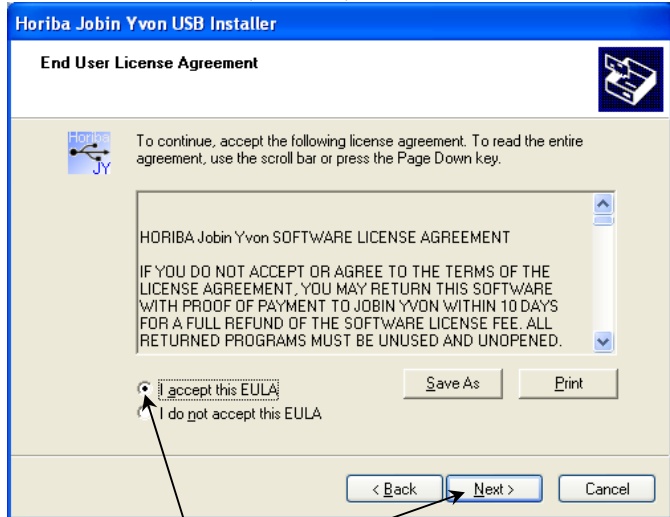 Horiba Jobin Yvon USB Installer
End User License Agreement
Horiba
JY
To continue, accept the following license agreement. To read the entire
agreement, use the scroll bar or press the Page Down key.
HORIBA Jobin Yvon SOFTWARE LICENSE AGREEMENT
IF YOU DO NOT ACCEPT OR AGREE TO THE TERMS OF THE
LICENSE AGREEMENT, YOU MAY RETURN THIS SOFTWARE
WITH PROOF OF PAYMENT TO JOBIN YVON WITHIN 10 DAYS
FOR A FULL REFUND OF THE SOFTWARE LICENSE FEE. ALL
RETURNED PROGRAMS MUST BE UNUSED AND UNOPENED.
I accept this EULA
Save As Print
I do not accept this EULA
< Back Next > Cancel